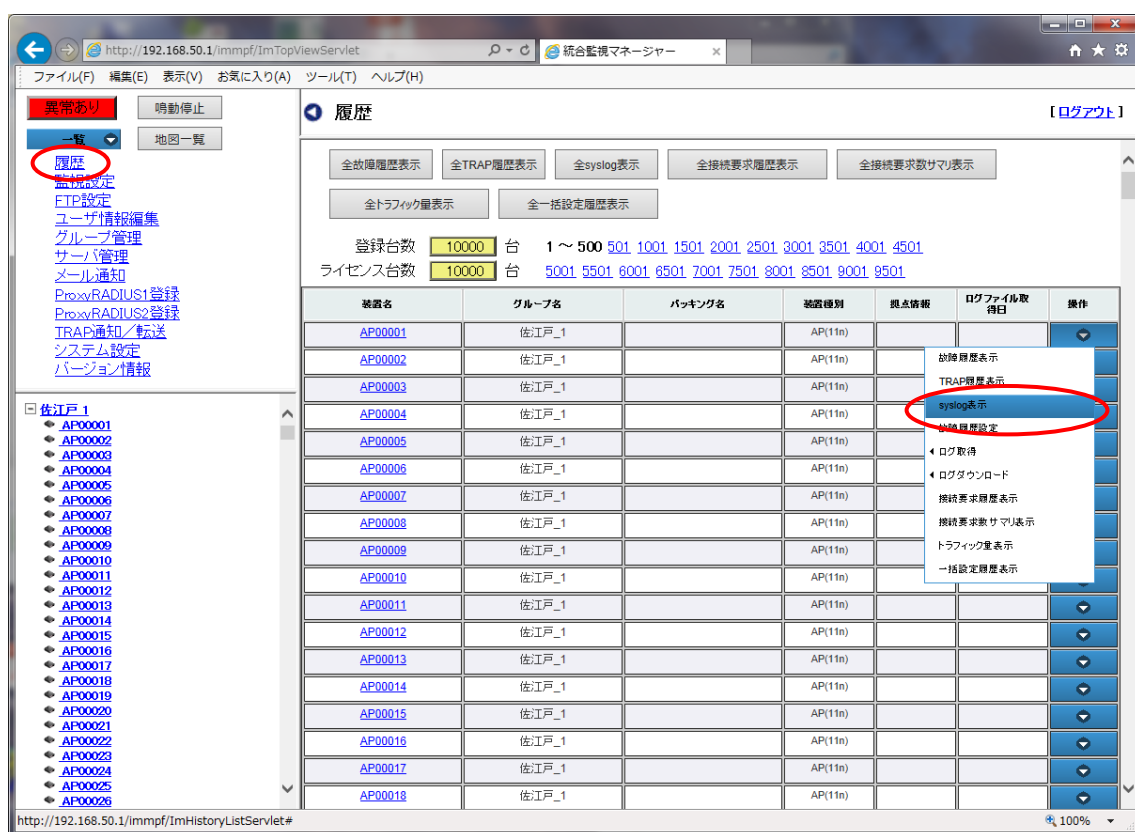 http://192.168.50.1/immpf/ImTopViewServlet
統合監視マネージャー
ファイル(F) 編集(E) 表示(V) お気に入り(A) ツール(T) ヘルプ(H)
異常あり 鳴動停止
一覧 地図一覧
履歴
監視設定
FTP設定
ユーザ情報編集
グループ管理
サーバ管理
メール通知
ProxyRADIUS1登録
ProxyRADIUS2登録
TRAP通知/転送
システム設定
バージョン情報
佐江戸 1
AP00001
AP00002
AP00003
AP00004
AP00005
AP00006
AP00007
AP00008
AP00009
AP00010
AP00011
AP00012
AP00013
AP00014
AP00015
AP00016
AP00017
AP00018
AP00019
AP00020
AP00021
AP00022
AP00023
AP00024
AP00025
AP00026
履歴 [ログアウト]
全故障履歴表示 全TRAP履歴表示 全syslog表示 全接続要求履歴表示 全接続要求数サマリ表示
全トラフィック量表示 全一括設定履歴表示
登録台数 10000 台 1~500 501 1001 1501 2001 2501 3001 3501 4001 4501
ライセンス台数 10000 台 5001 5501 6001 6501 7001 7501 8001 8501 9001 9501
装置名 グループ名 パッキング名 装置種別 拠点情報 ログファイル取得日 操作
AP00001 佐江戸_1 AP(11n)
AP00002 佐江戸_1 AP(11n)
AP00003 佐江戸_1 AP(11n)
AP00004 佐江戸_1 AP(11n)
AP00005 佐江戸_1 AP(11n)
AP00006 佐江戸_1 AP(11n)
AP00007 佐江戸_1 AP(11n)
AP00008 佐江戸_1 AP(11n)
AP00009 佐江戸_1 AP(11n)
AP00010 佐江戸_1 AP(11n)
AP00011 佐江戸_1 AP(11n)
AP00012 佐江戸_1 AP(11n)
AP00013 佐江戸_1 AP(11n)
AP00014 佐江戸_1 AP(11n)
AP00015 佐江戸_1 AP(11n)
AP00016 佐江戸_1 AP(11n)
AP00017 佐江戸_1 AP(11n)
AP00018 佐江戸_1 AP(11n)
故障履歴表示
TRAP履歴表示
syslog表示
故障履歴設定
ログ取得
ログダウンロード
接続要求履歴表示
接続要求数サマリ表示
トラフィック量表示
一括設定履歴表示
http://192.168.50.1/immpf/ImHistoryListServlet# 100%